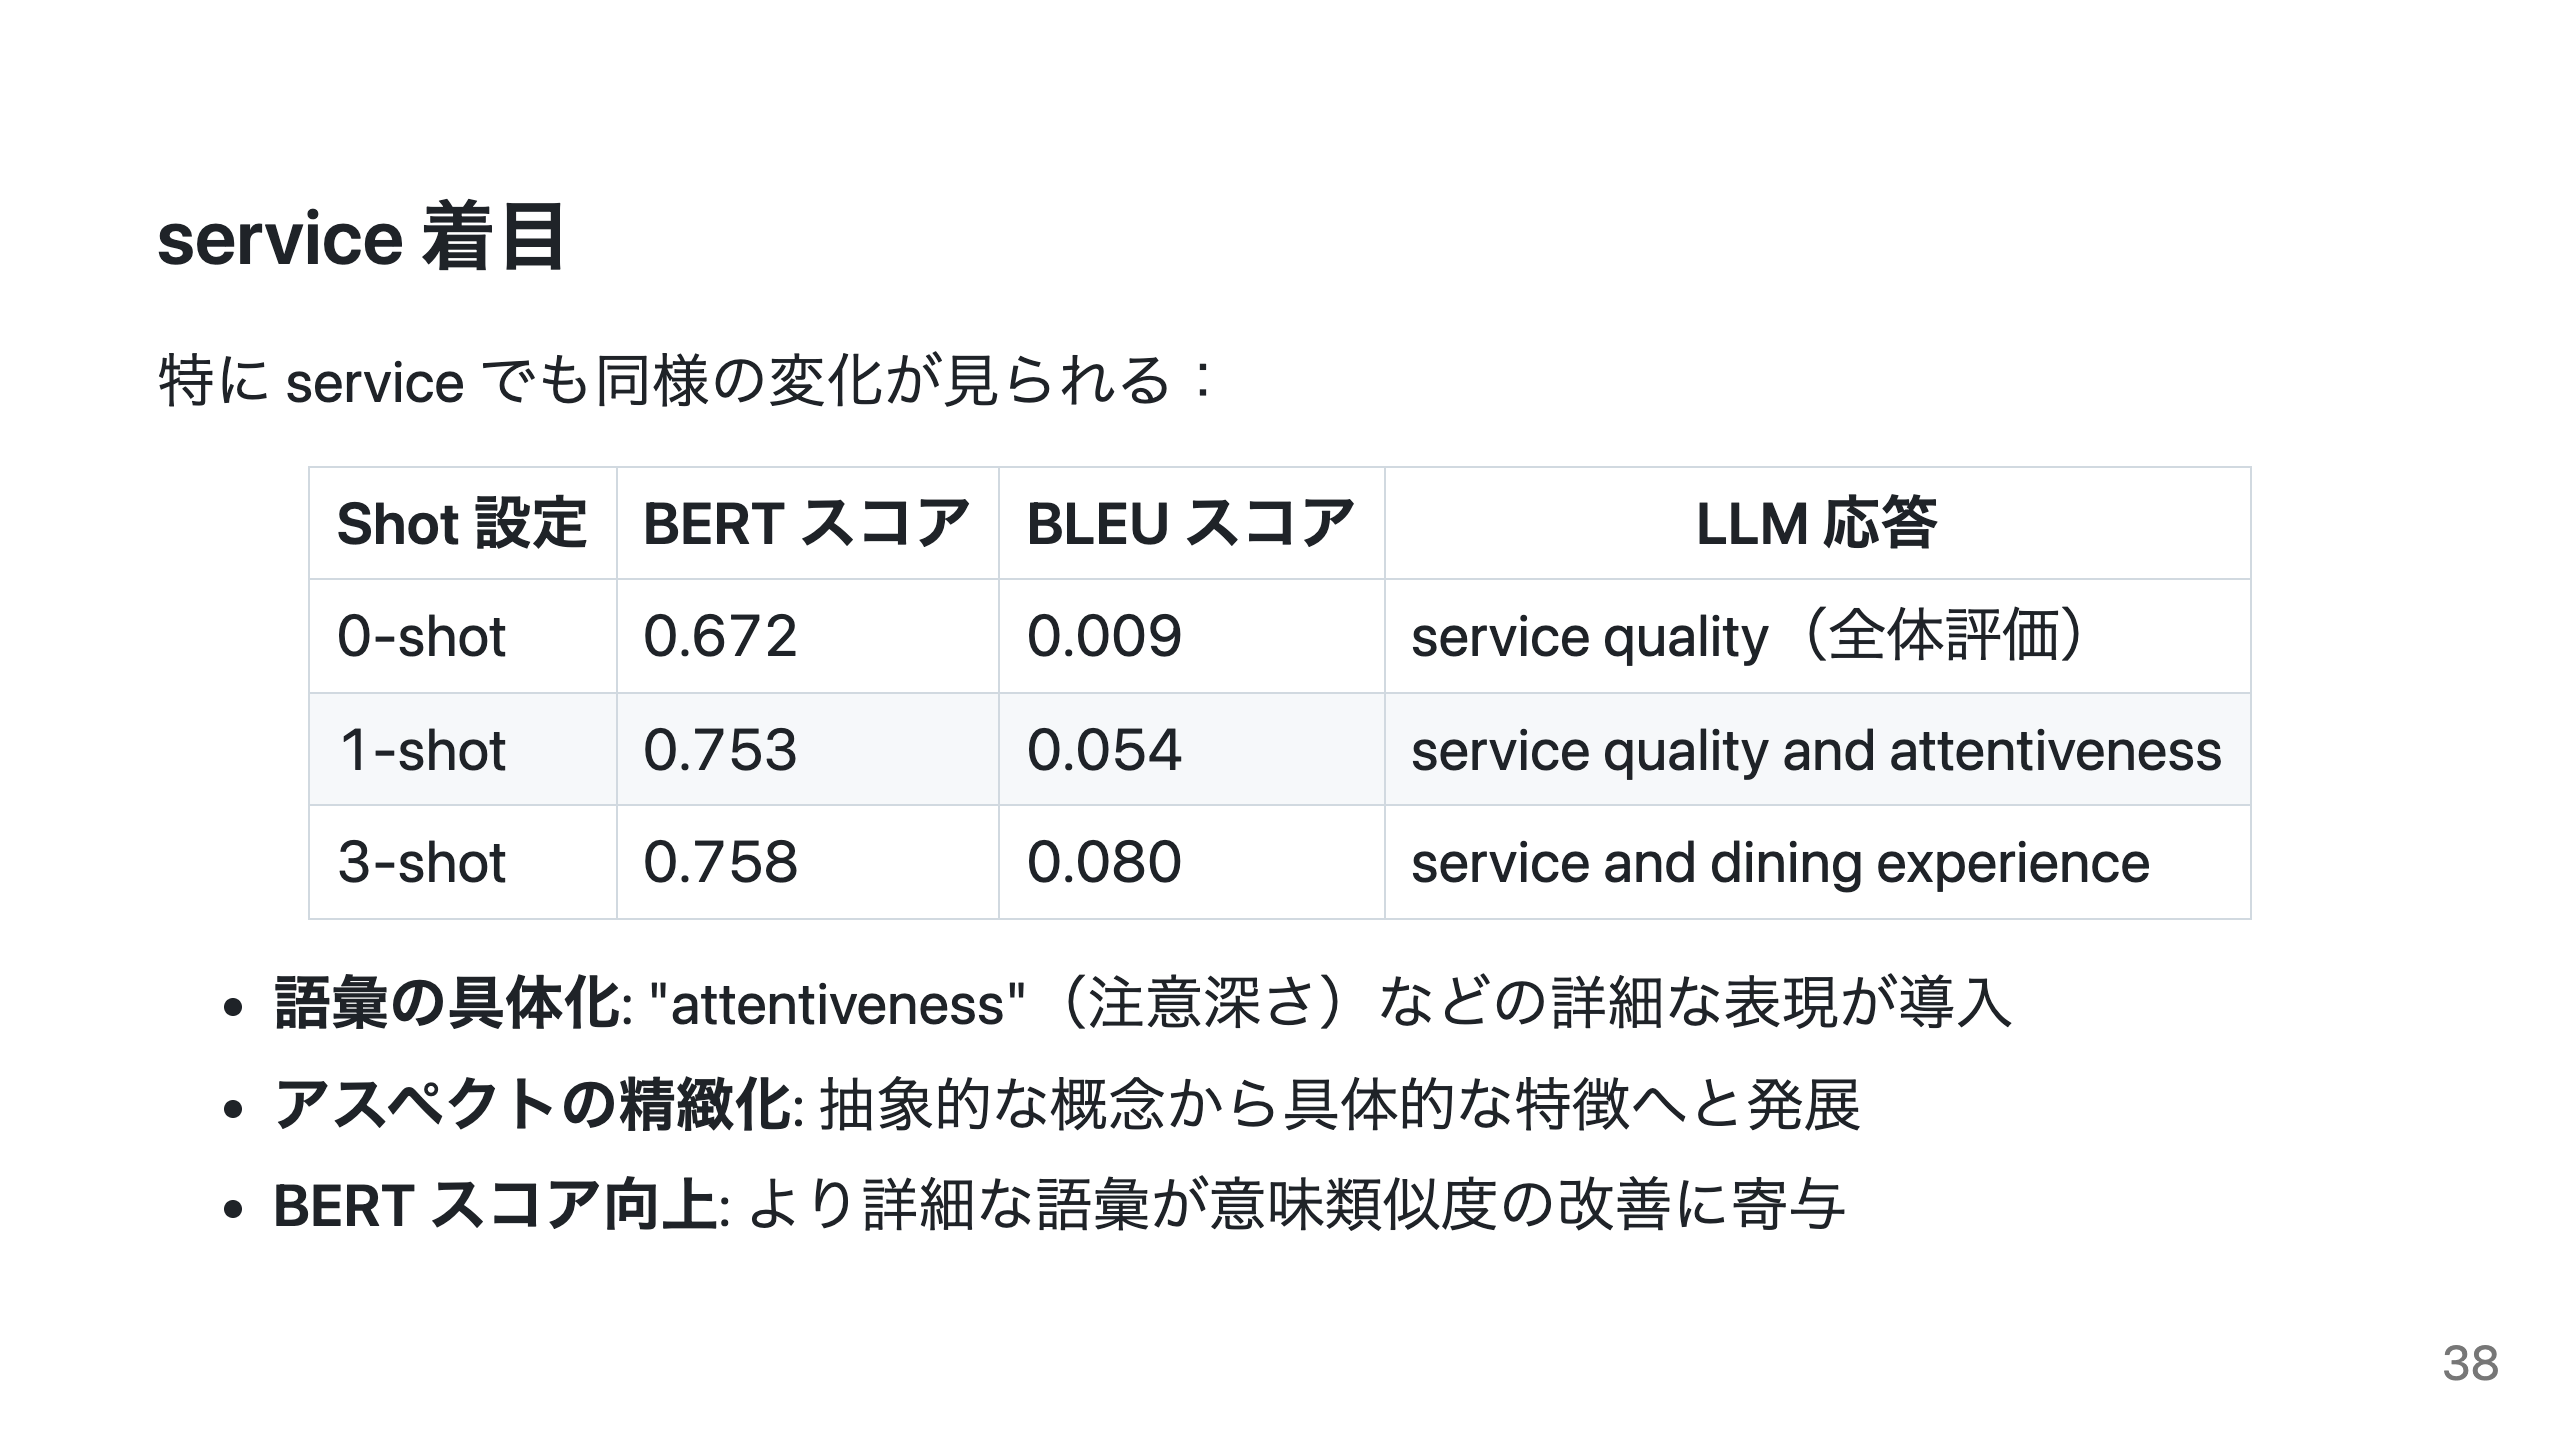 service 着目
特に service でも同様の変化が見られる：
Shot 設定 BERT スコア BLEU スコア LLM 応答
0-shot 0.672 0.009 service quality（全体評価）
1-shot 0.753 0.054 service quality and attentiveness
3-shot 0.758 0.080 service and dining experience
• 語彙の具体化: "attentiveness"（注意深さ）などの詳細な表現が導入
• アスペクトの精緻化: 抽象的な概念から具体的な特徴へと発展
• BERT スコア向上: より詳細な語彙が意味類似度の改善に寄与
38